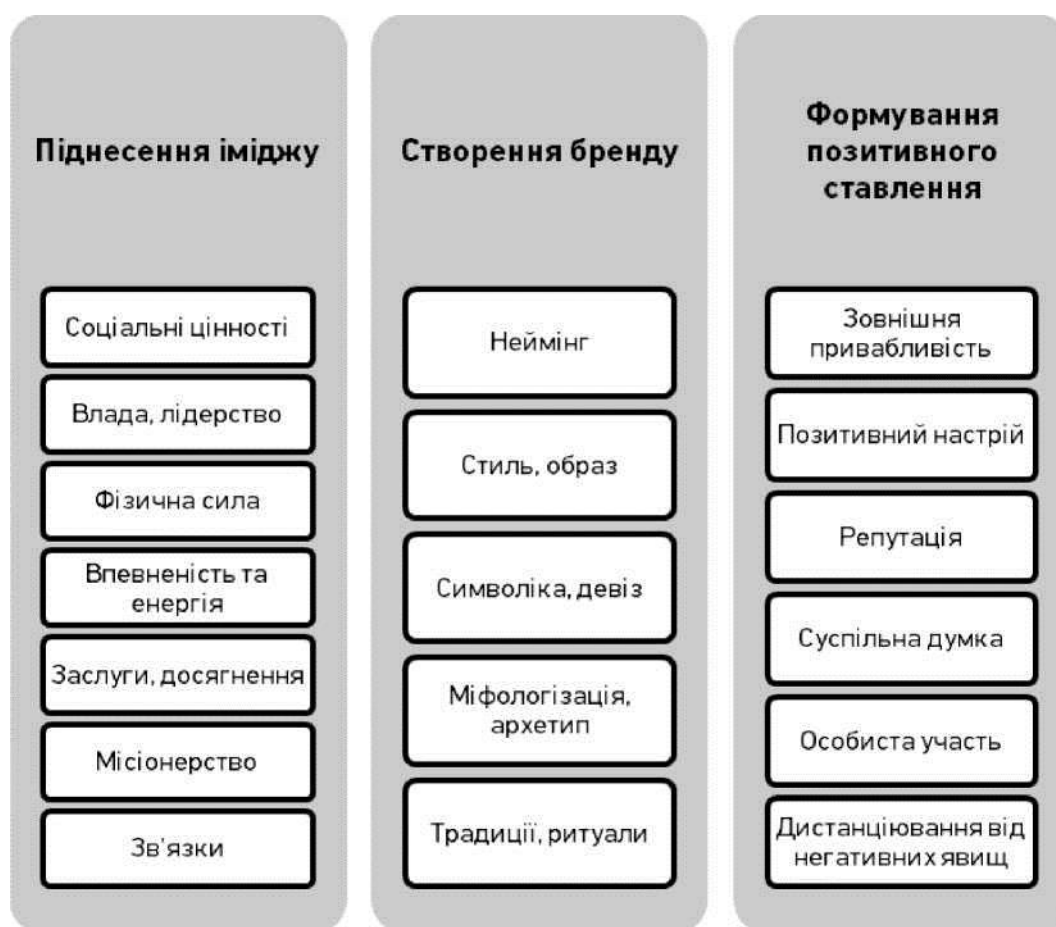 Піднесення іміджу
Соціальні цінності
Влада, лідерство
Фізична сила
Впевненість та
енергія
Заслуги, досягнення
Місіонерство
Зв'язки
Створення бренду
Неймінг
Стиль, образ
Символіка, девіз
Міфологізація,
архетип
Традиції, ритуали
Формування
позитивного
ставлення
Зовнішня
привабливість
Позитивний настрій
Репутація
Суспільна думка
Особиста участь
Дистанціювання від
негативних явищ